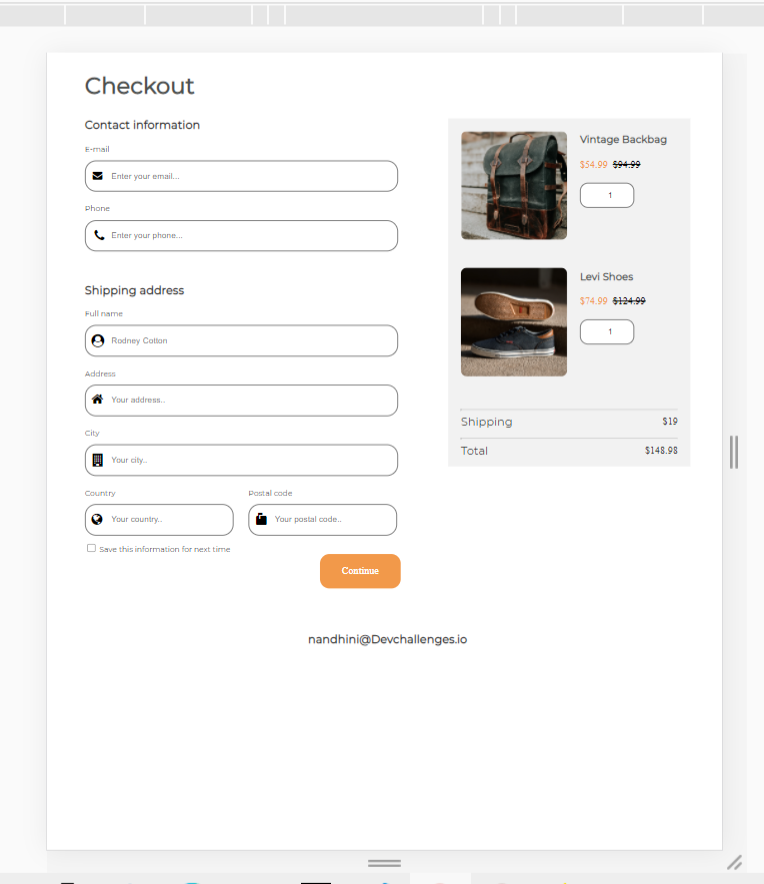 Checkout
Contact information
E-mail
Enter your email...
Phone
Enter your phone...
Shipping address
Full name
Rodney Cotton
Address
Your address..
City
Your city..
Country
Postal code
Your country..
Your postal code..
Save this information for next time
Continue
Vintage Backbag
$54.99 $94.99
1
Levi Shoes
$74.99 $124.99
1
Shipping $19
Total $148.98
nandhini@Devchallenges.io